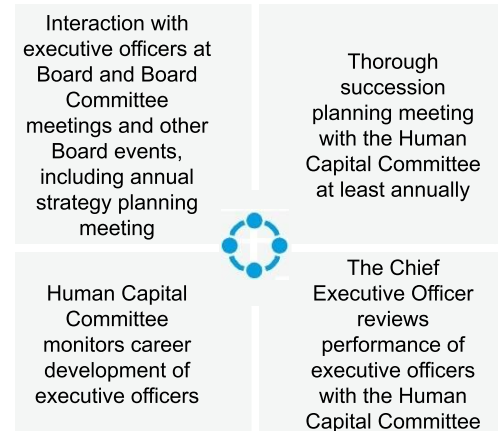 Interaction with
executive officers at
Board and Board
Committee
meetings and other
Board events,
including annual
strategy planning
meeting
Thorough
succession
planning meeting
with the Human
Capital Committee
at least annually
Human Capital
Committee
monitors career
development of
executive officers
The Chief
Executive Officer
reviews
performance of
executive officers
with the Human
Capital Committee